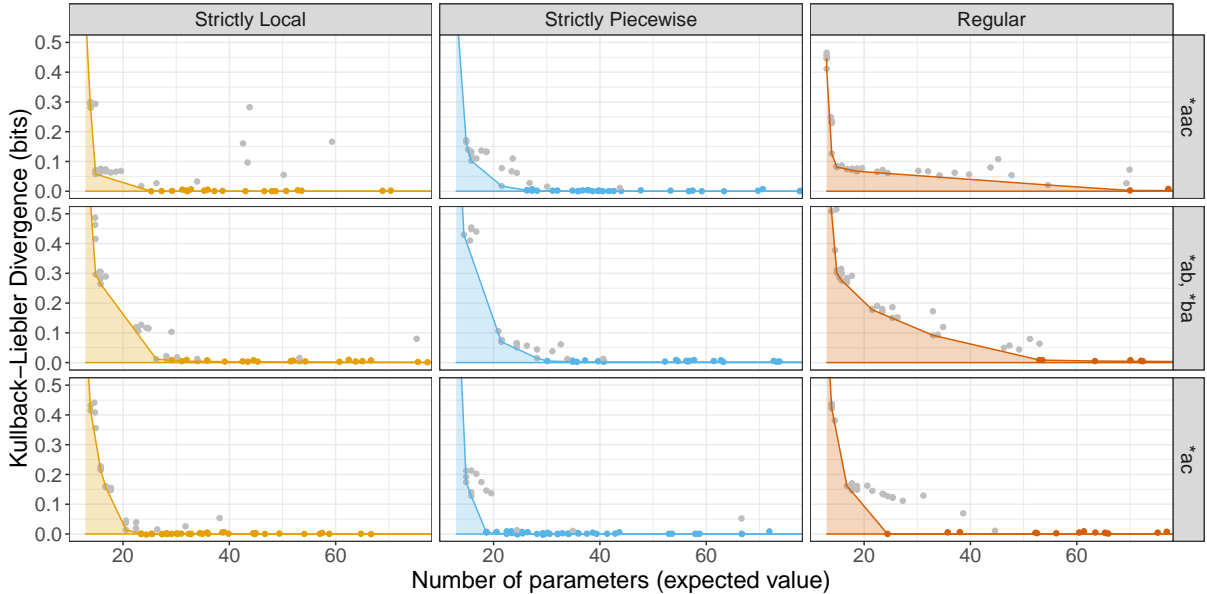 Strictly Local Strictly Piecewise Regular
Kullback−Liebler Divergence (bits)
0.5
0.4
0.3
0.2
0.1
0.0
*aac
0.5
0.4
0.3
0.2
0.1
0.0
*ab, *ba
0.5
0.4
0.3
0.2
0.1
0.0
*ac
20 40 60 20 40 60 20 40 60
Number of parameters (expected value)